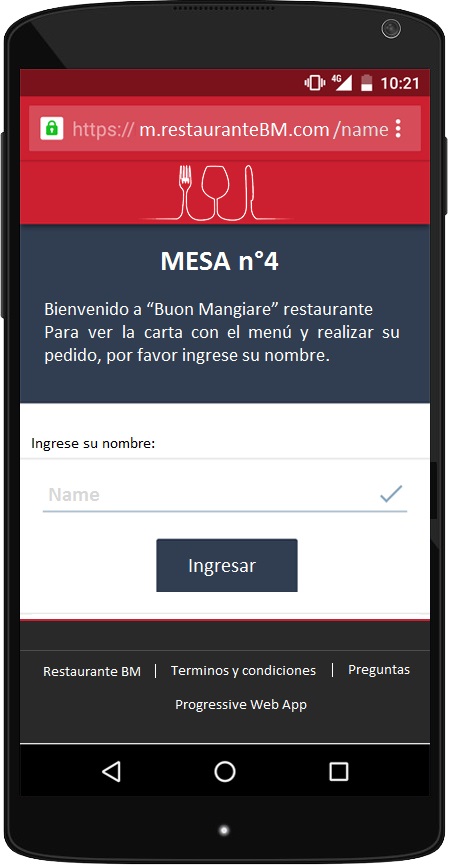 4G 10:21
https:// m.restauranteBM.com /name
MESA n°4
Bienvenido a “Buon Mangiare” restaurante
Para ver la carta con el menú y realizar su
pedido, por favor ingrese su nombre.
Ingrese su nombre:
Name
Ingresar
Restaurante BM | Terminos y condiciones | Preguntas
Progressive Web App